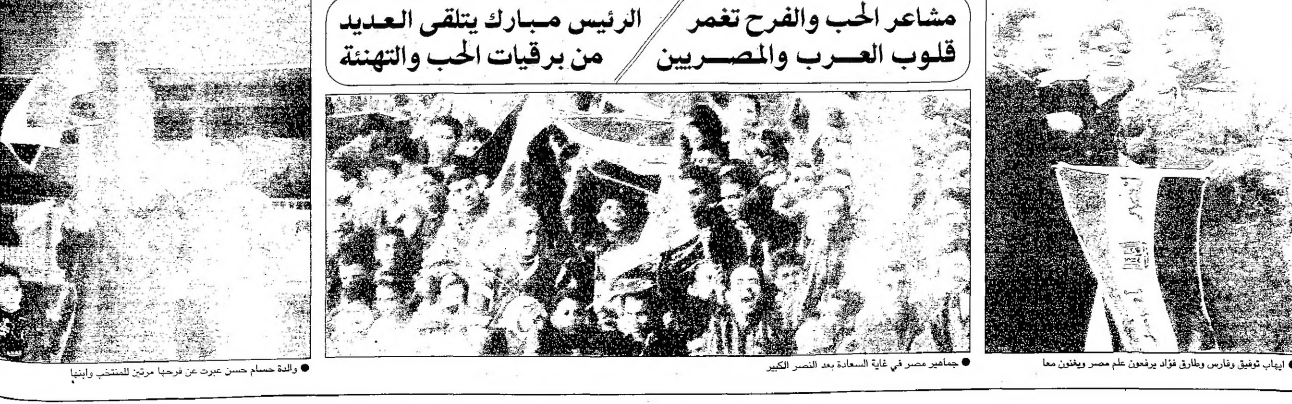 مشاعر الحب والفرح تغمر
قلوب العرب والمصريين
الرئيس مبارك يتلقى العديد
من برقيات الحب والتهنئة
● ايهاب توفيق وفارس وطارق فؤاد يرفعون علم مصر ويغنون معا
● جماهير مصر في غاية السعادة بعد النصر الكبير
● والدة حسام حسن عبرت عن فرحها مرتين للمنتخب وابنها